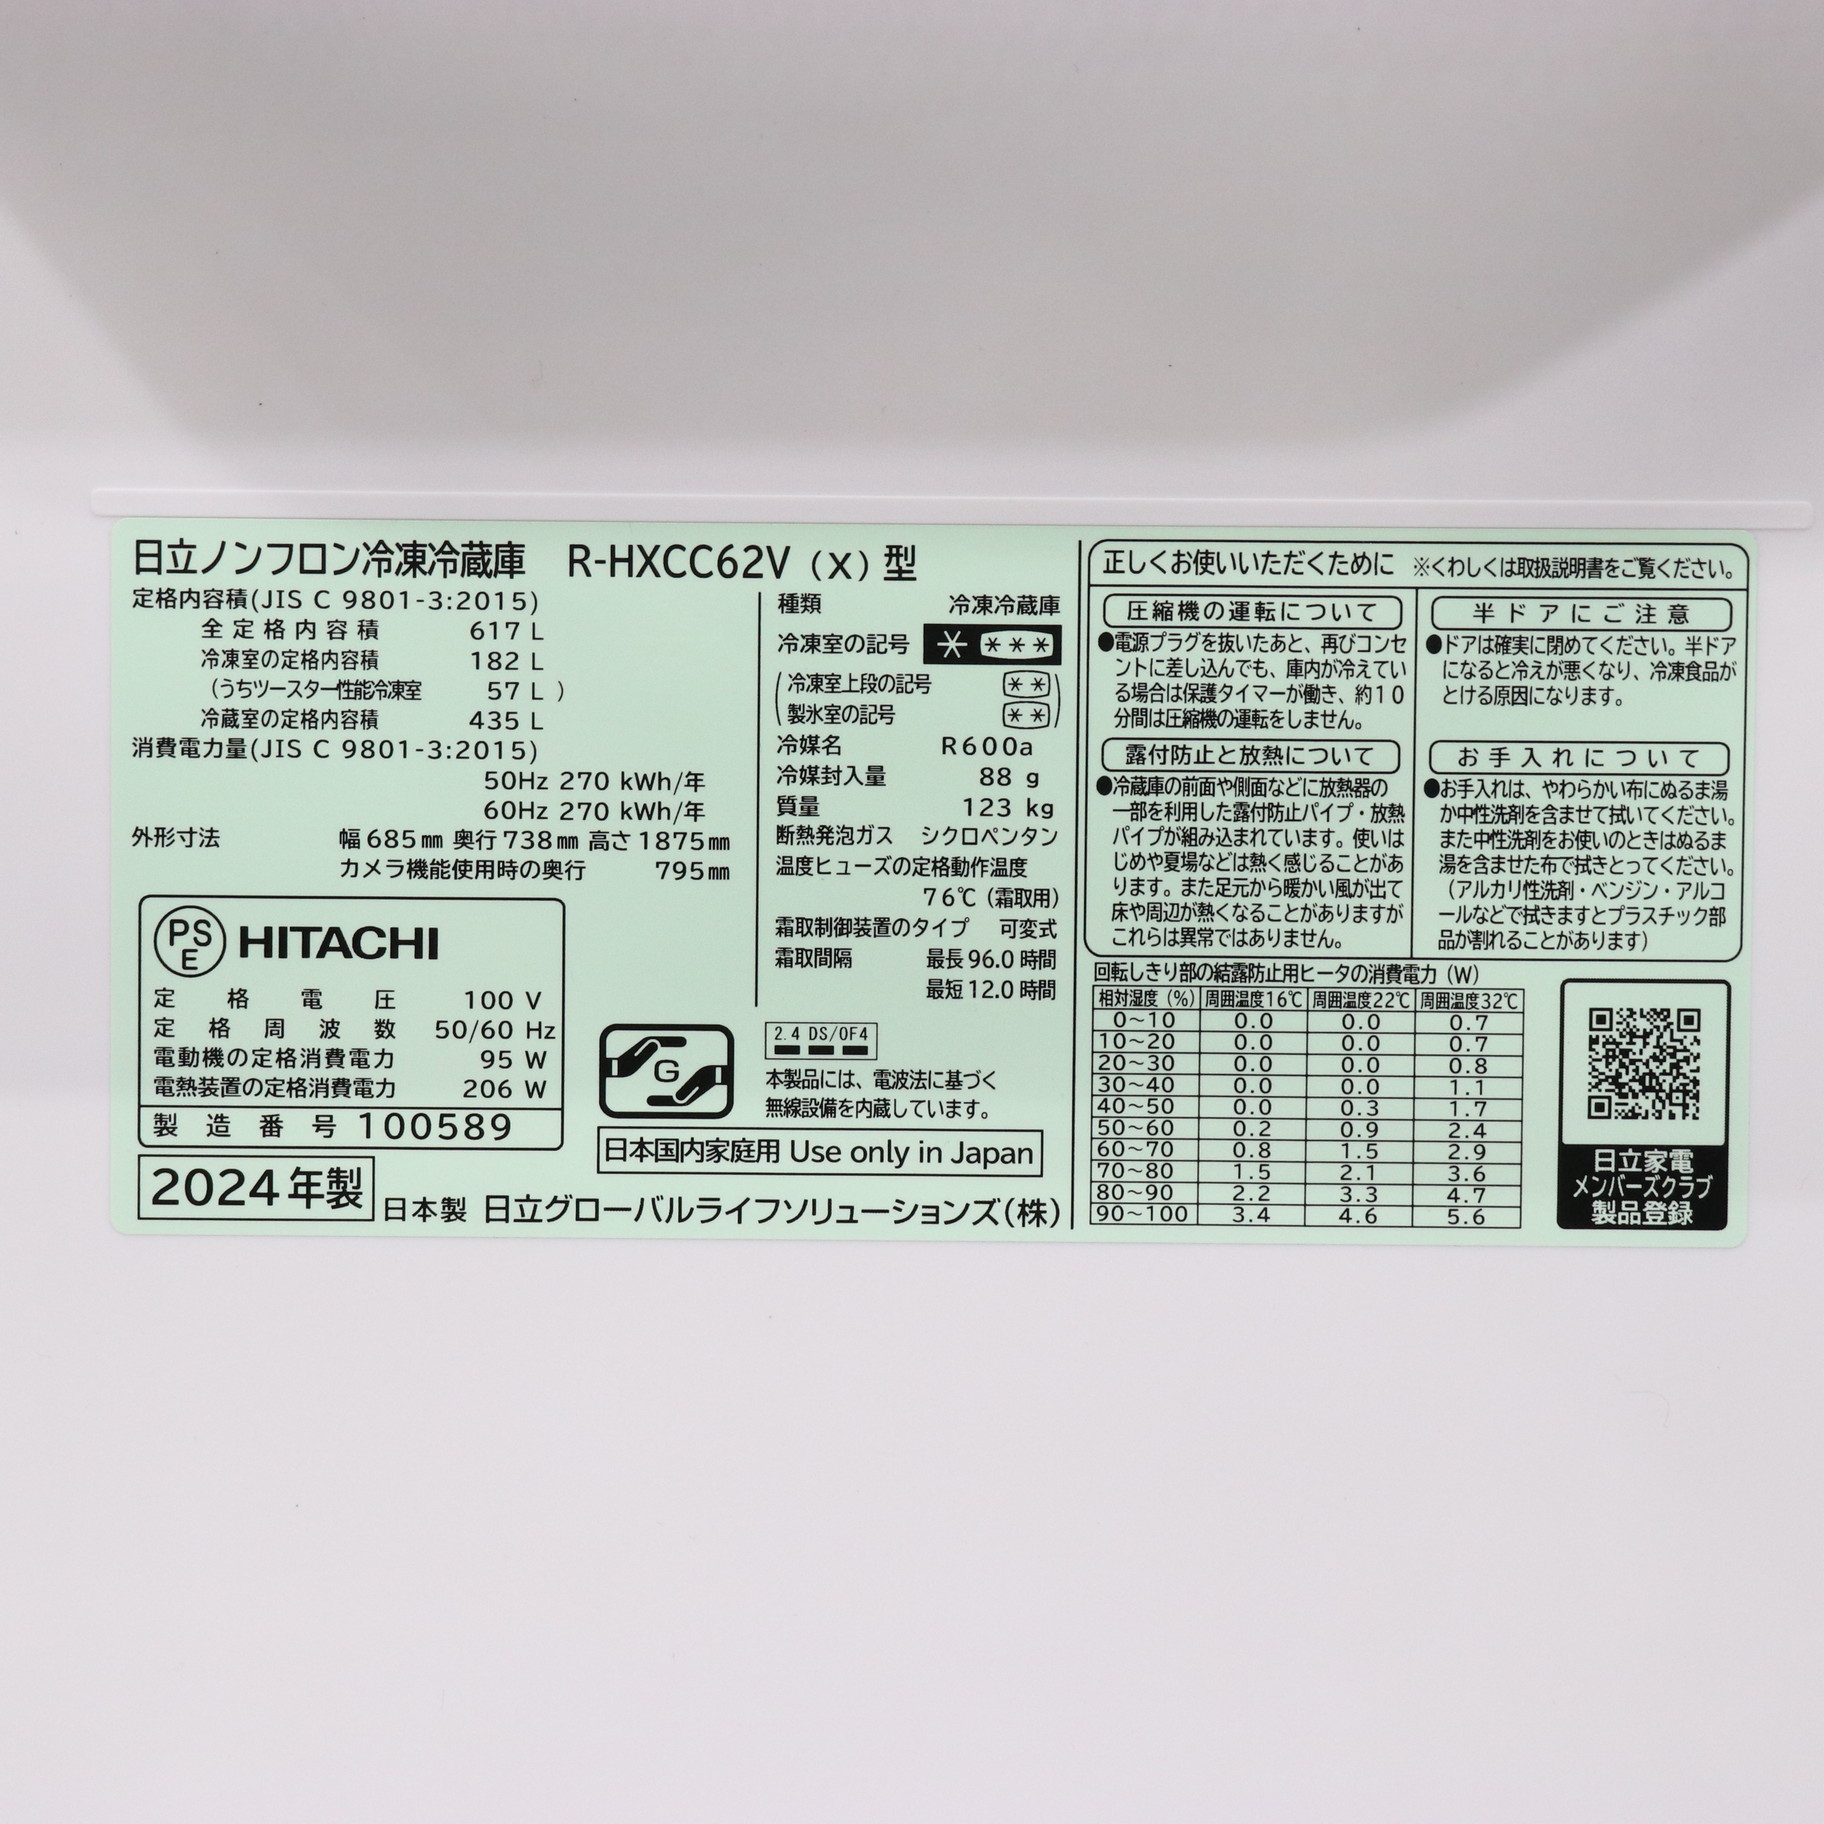 日立ノンフロン冷凍冷蔵庫 R-HXCC62V (X) 型
定格内容積(JIS C 9801-3:2015)
全定格内容積 617 L
冷凍室の定格内容積 182 L
(うちツースター性能冷凍室 57 L )
冷蔵室の定格内容積 435 L
消費電力量(JIS C 9801-3:2015)
50Hz 270 kWh/年
60Hz 270 kWh/年
外形寸法 幅 685㎜ 奥行 738㎜ 高さ 1875㎜
カメラ機能使用時の奥行 795㎜
PSE HITACHI
定格電圧 100 V
定格周波数 50/60 Hz
電動機の定格消費電力 95 W
電熱装置の定格消費電力 206 W
製造番号 100589
2024年製
日本製 日立グローバルライフソリューションズ(株)
種類 冷凍冷蔵庫
冷凍室の記号 * ***
冷凍室上段の記号 **
製氷室の記号 **
冷媒名 R600a
冷媒封入量 88 g
質量 123 kg
断熱発泡ガス シクロペンタン
温度ヒューズの定格動作温度
76℃(霜取用)
霜取制御装置のタイプ 可変式
霜取間隔 最長 96.0 時間
最短 12.0 時間
G
2.4 DS/OF4
本製品には、電波法に基づく
無線設備を内蔵しています。
日本国内家庭用 Use only in Japan
正しくお使いいただくために ※くわしくは取扱説明書をご覧ください。
圧縮機の運転について
●電源プラグを抜いたあと、再びコンセ
ントに差し込んでも、庫内が冷えてい
る場合は保護タイマーが働き、約10
分間は圧縮機の運転をしません。
露付防止と放熱について
●冷蔵庫の前面や側面などに放熱器の
一部を利用した露付防止パイプ・放熱
パイプが組み込まれています。使いは
じめや夏場などは熱く感じることがあ
ります。また足元から暖かい風が出て
床や周辺が熱くなることがありますが
これらは異常ではありません。
半ドアにご注意
●ドアは確実に閉めてください。半ドア
になると冷えが悪くなり、冷凍食品が
とける原因になります。
お手入れについて
●お手入れは、やわらかい布にぬるま湯
か中性洗剤を含ませて拭いてください。
また中性洗剤をお使いのときはぬるま
湯を含ませた布で拭きとってください。
(アルカリ性洗剤・ベンジン・アルコ
ールなどで拭きますとプラスチック部
品が割れることがあります)
回転しきり部の結露防止用ヒータの消費電力(W)
相対湿度(%) 周囲温度16℃ 周囲温度22℃ 周囲温度32℃
0~10 0.0 0.0 0.7
10~20 0.0 0.0 0.7
20~30 0.0 0.0 0.8
30~40 0.0 0.0 1.1
40~50 0.0 0.3 1.7
50~60 0.2 0.9 2.4
60~70 0.8 1.5 2.9
70~80 1.5 2.1 3.6
80~90 2.2 3.3 4.7
90~100 3.4 4.6 5.6
日立家電
メンバーズクラブ
製品登録